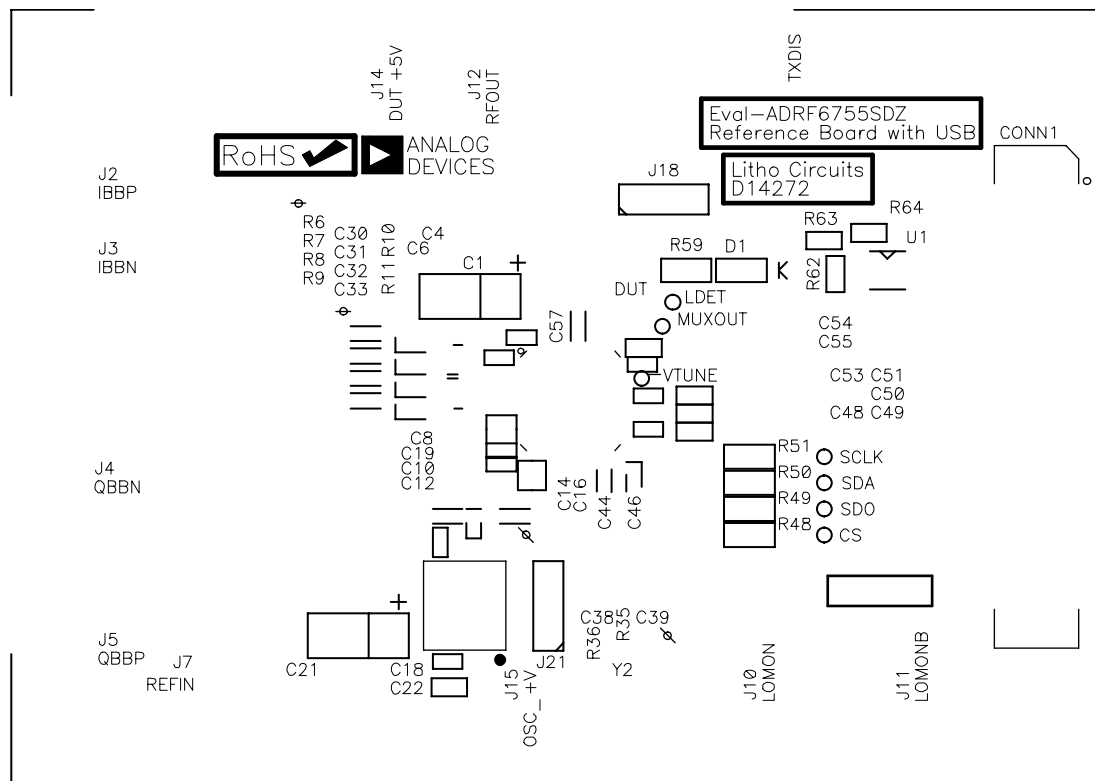 TXDIS
J14
DUT +5V
J12
RFOUT
Eval-ADRF6755SDZ
Reference Board with USB
CONN1
RoHS
ANALOG
DEVICES
J2
IBBP
J18
Litho Circuits
D14272
R6
R7
R8
R9
C30
C31
C32
C33
R10
R11
C4
C6
R63
R64
U1
J3
IBBN
C1
+
R59
D1
K
R62
DUT
LDET
MUXOUT
C57
C54
C55
VTUNE
C53
C51
C50
C48
C49
C8
C19
C10
C12
J4
QBBN
C14
C16
C44
C46
R51
R50
R49
R48
SCLK
SDA
SDO
CS
+
J5
QBBP
J7
REFIN
C21
C18
C22
J15
OSC_ +V
J21
C38
R36
R35
C39
Y2
J10
LOMON
J11
LOMONB